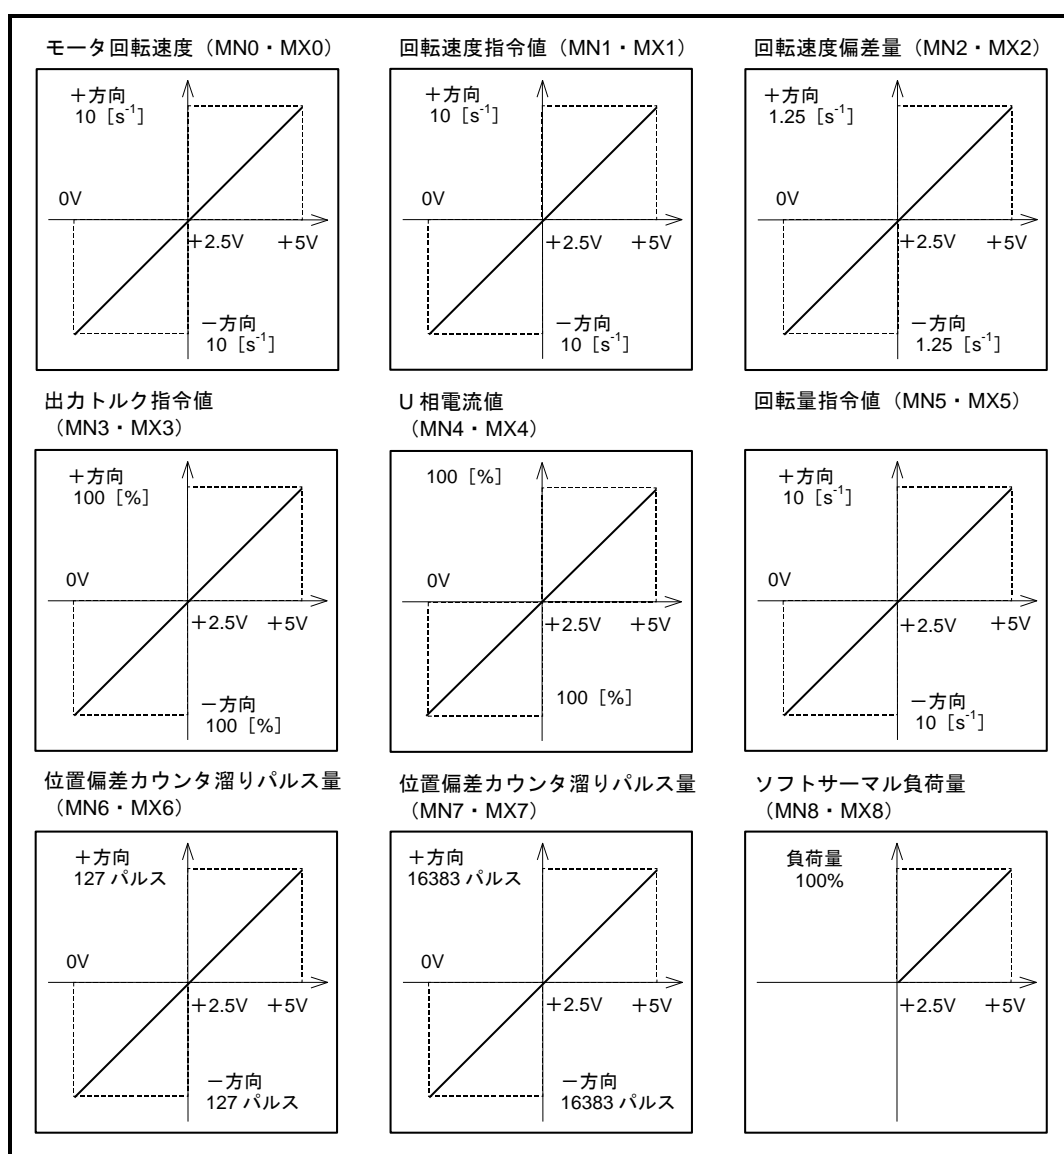 モータ回転速度（MN0・MX0）
＋方向
10［s⁻¹］
0V
＋2.5V
＋5V
－方向
10［s⁻¹］
回転速度指令値（MN1・MX1）
＋方向
10［s⁻¹］
0V
＋2.5V
＋5V
－方向
10［s⁻¹］
回転速度偏差量（MN2・MX2）
＋方向
1.25［s⁻¹］
0V
＋2.5V
＋5V
－方向
1.25［s⁻¹］
出力トルク指令値
（MN3・MX3）
＋方向
100［%］
0V
＋2.5V
＋5V
－方向
100［%］
U 相電流値
（MN4・MX4）
100［%］
0V
＋2.5V
＋5V
100［%］
回転量指令値（MN5・MX5）
＋方向
10［s⁻¹］
0V
＋2.5V
＋5V
－方向
10［s⁻¹］
位置偏差カウンタ溜りパルス量
（MN6・MX6）
＋方向
127 パルス
0V
＋2.5V
＋5V
－方向
127 パルス
位置偏差カウンタ溜りパルス量
（MN7・MX7）
＋方向
16383 パルス
0V
＋2.5V
＋5V
－方向
16383 パルス
ソフトサーマル負荷量
（MN8・MX8）
負荷量
100%
＋2.5V
＋5V